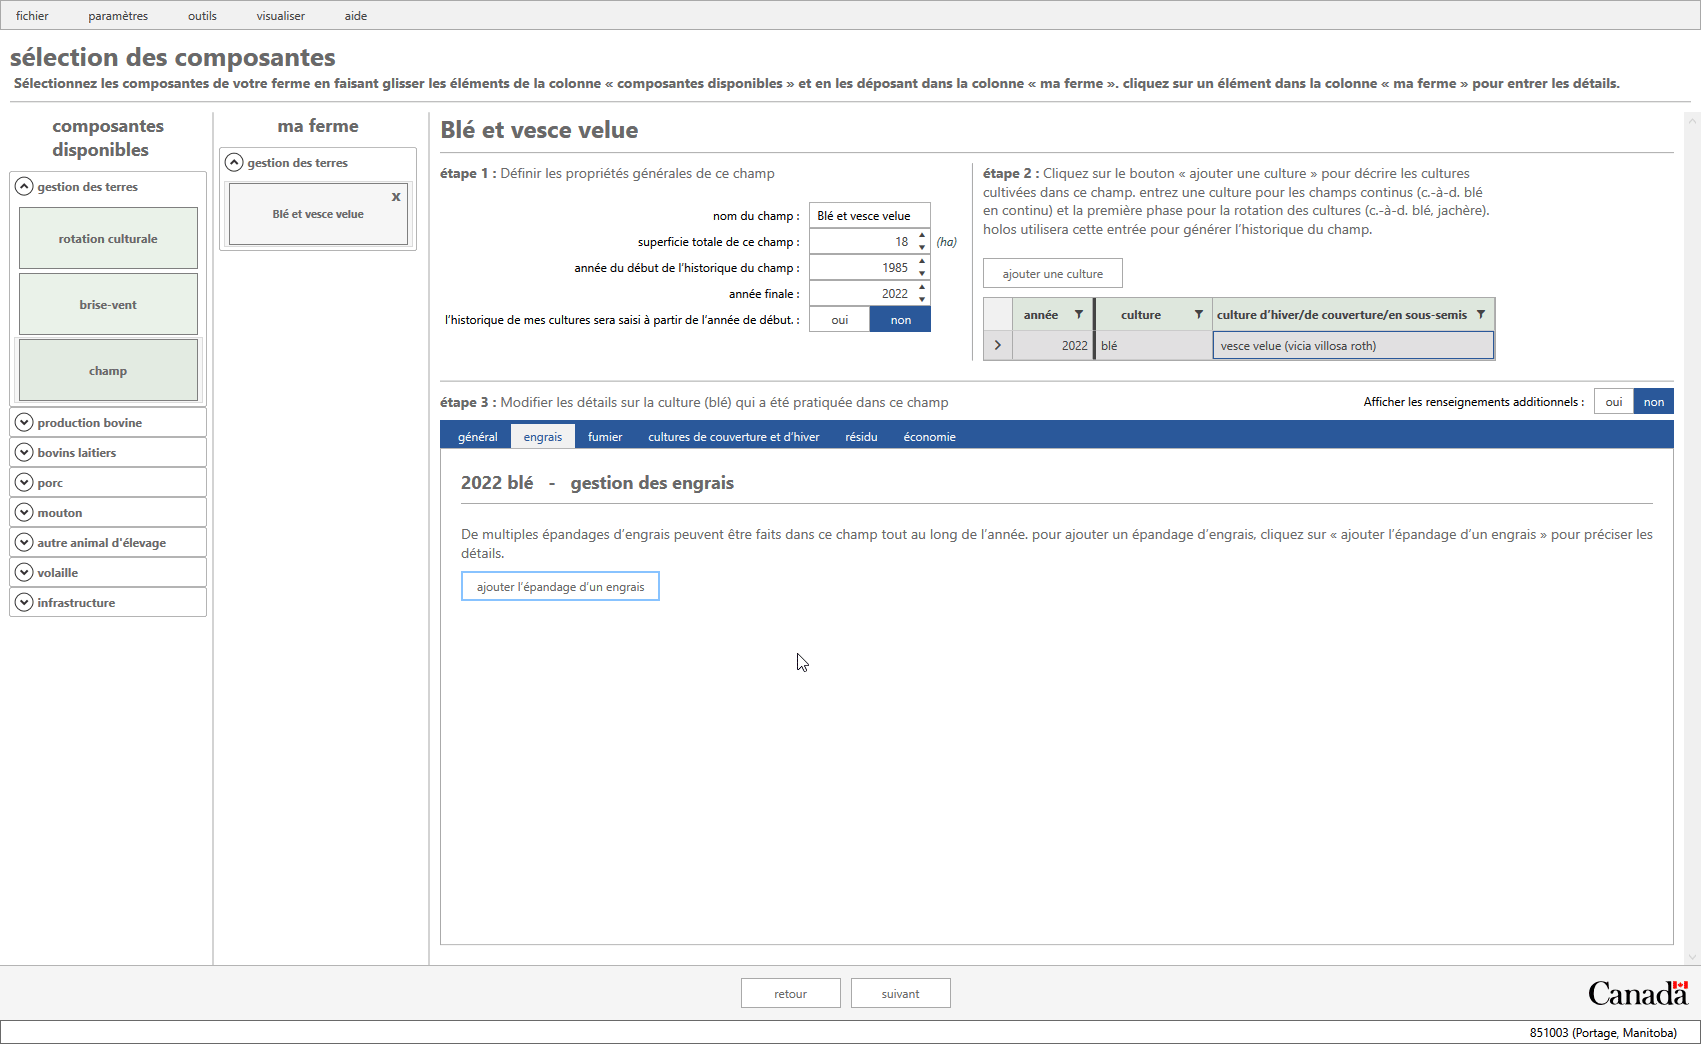 fichier paramètres outils visualiser aide
sélection des composantes
Sélectionnez les composantes de votre ferme en faisant glisser les éléments de la colonne « composantes disponibles » et en les déposant dans la colonne « ma ferme ». cliquez sur un élément dans la colonne « ma ferme » pour entrer les détails.
composantes
disponibles
gestion des terres
rotation culturale
brise-vent
champ
production bovine
bovins laitiers
porc
mouton
autre animal d'élevage
volaille
infrastructure
ma ferme
gestion des terres
x
Blé et vesce velue
Blé et vesce velue
étape 1 : Définir les propriétés générales de ce champ
nom du champ : Blé et vesce velue
superficie totale de ce champ : 18 (ha)
année du début de l’historique du champ : 1985
année finale : 2022
l’historique de mes cultures sera saisi à partir de l’année de début. : oui non
étape 2 : Cliquez sur le bouton « ajouter une culture » pour décrire les cultures
cultivées dans ce champ. entrez une culture pour les champs continus (c.-à-d. blé
en continu) et la première phase pour la rotation des cultures (c.-à-d. blé, jachère).
holos utilisera cette entrée pour générer l’historique du champ.
ajouter une culture
année culture culture d’hiver/de couverture/en sous-semis
2022 blé vesce velue (vicia villosa roth)
étape 3 : Modifier les détails sur la culture (blé) qui a été pratiquée dans ce champ
Afficher les renseignements additionnels : oui non
général engrais fumier cultures de couverture et d’hiver résidu économie
2022 blé - gestion des engrais
De multiples épandages d’engrais peuvent être faits dans ce champ tout au long de l’année. pour ajouter un épandage d’engrais, cliquez sur « ajouter l’épandage d’un engrais » pour préciser les
détails.
ajouter l’épandage d’un engrais
retour suivant
Canada
851003 (Portage, Manitoba)